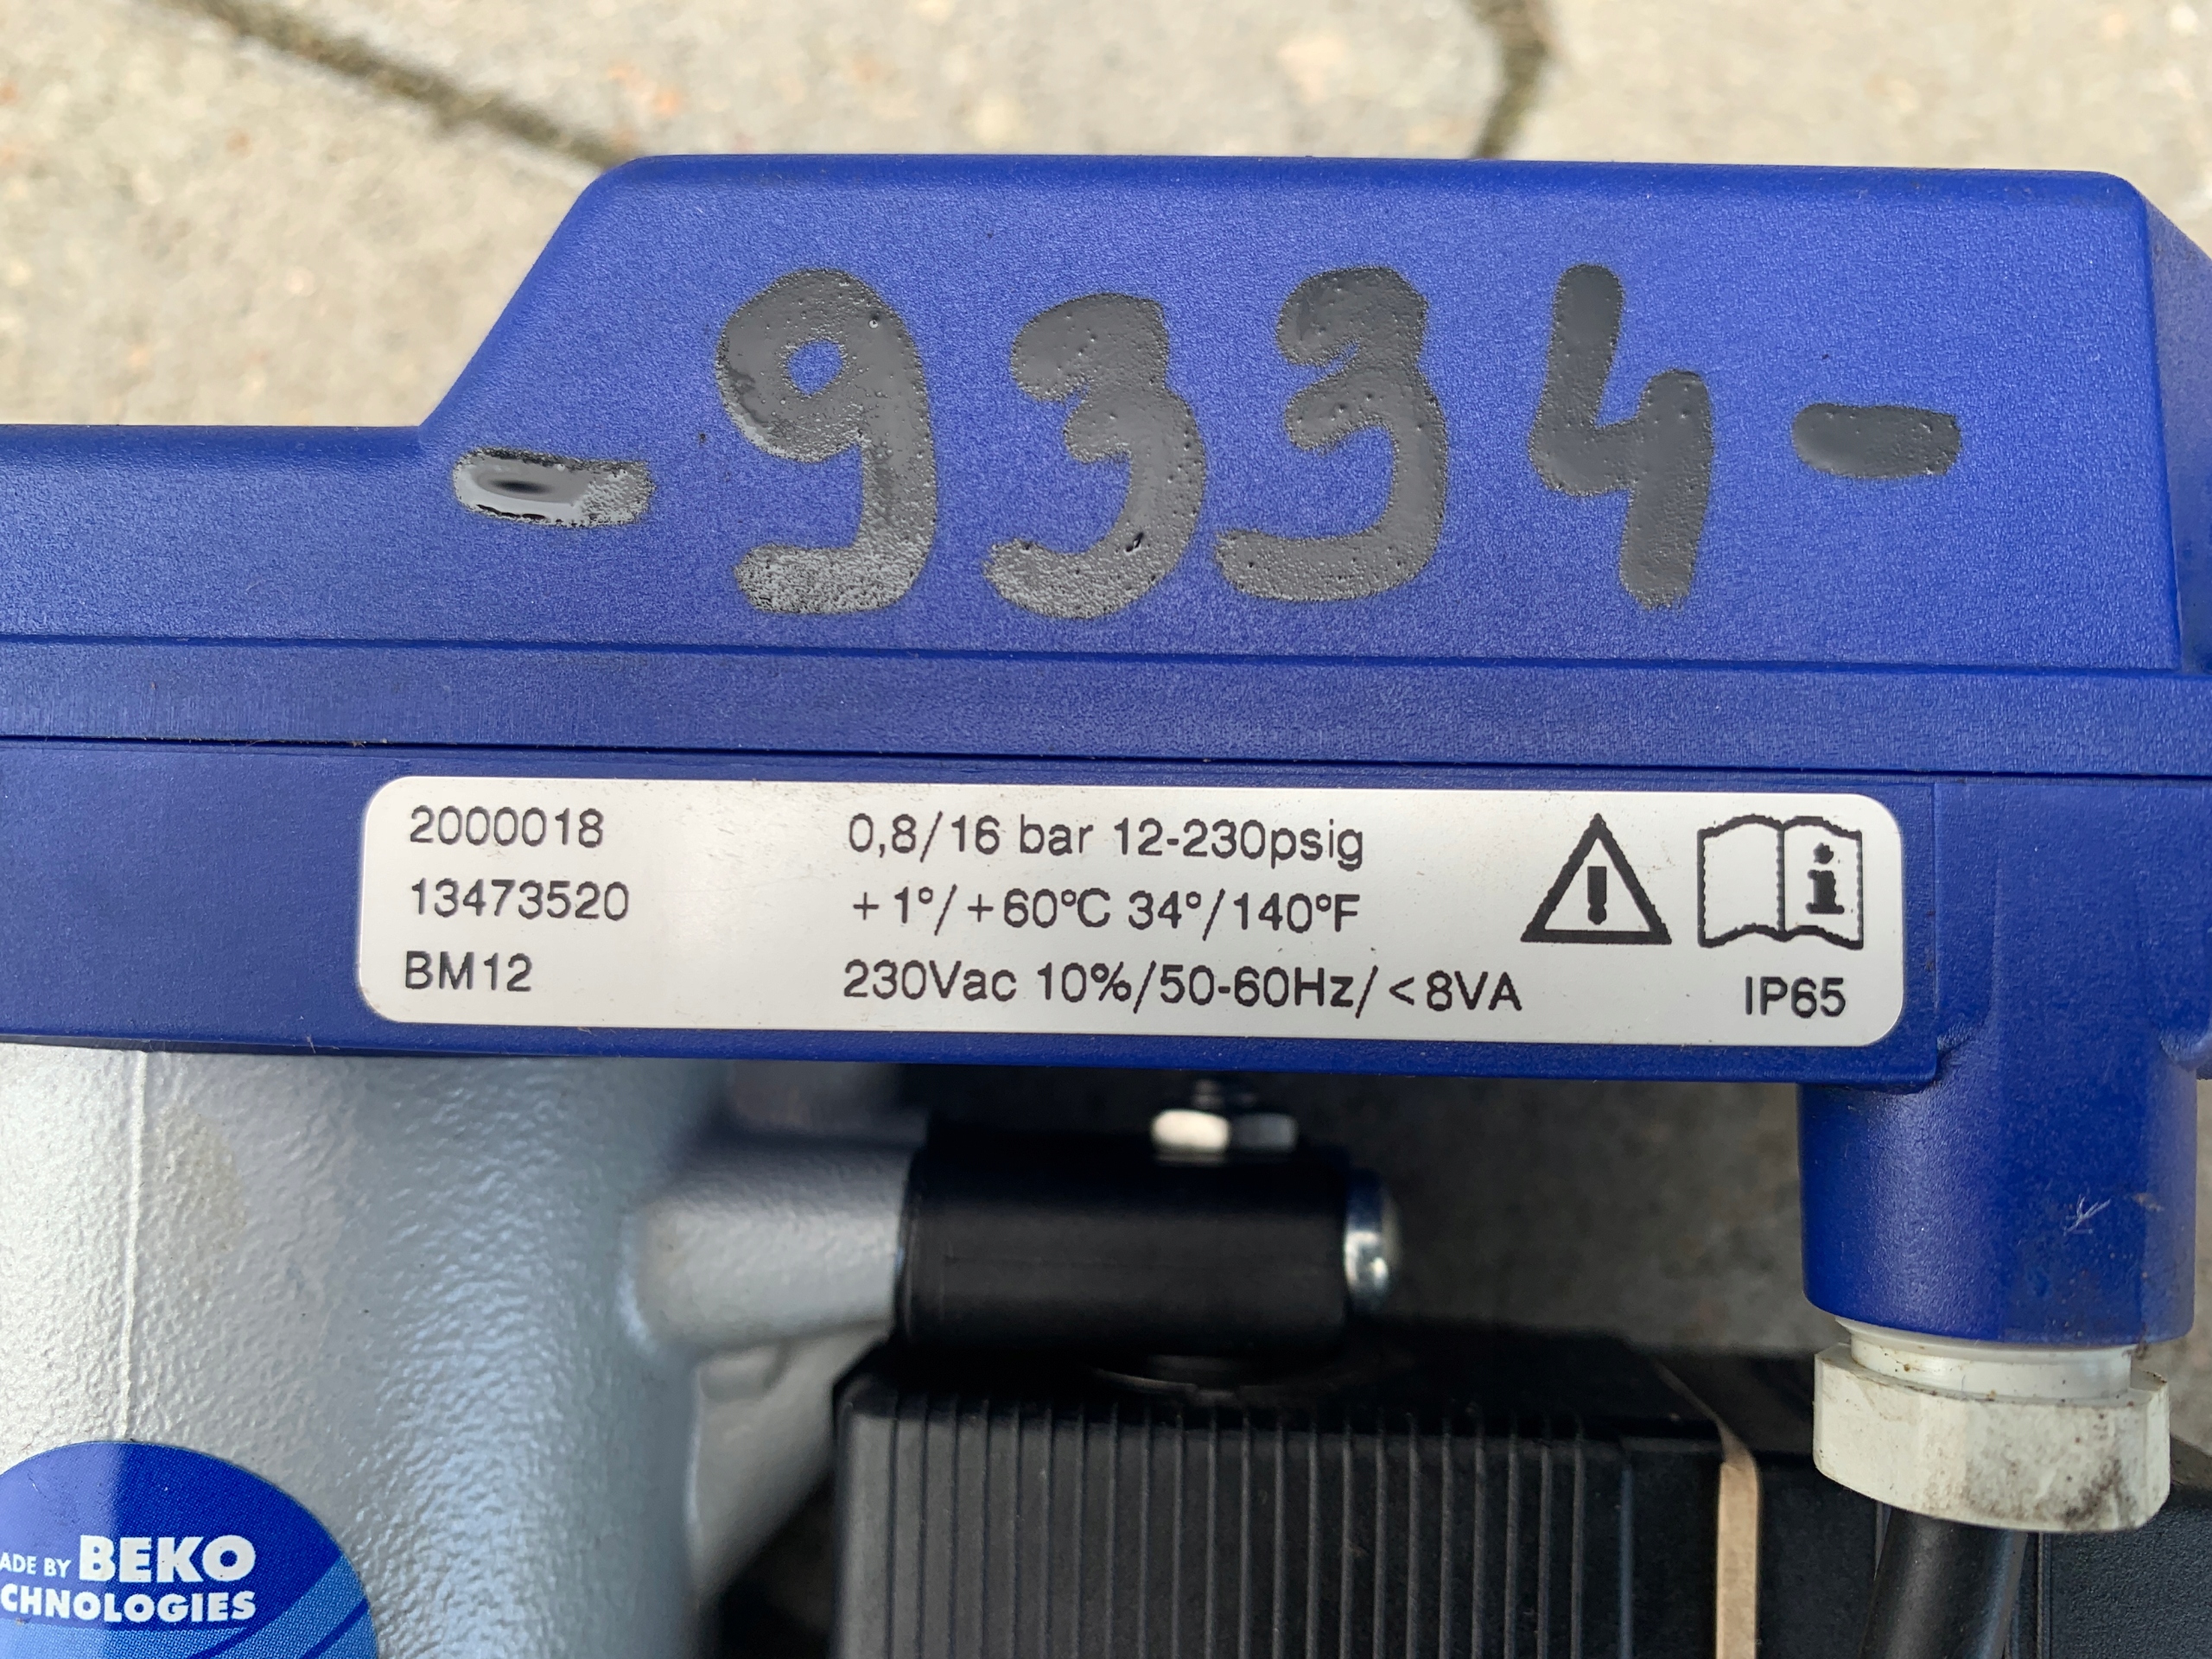 -9334-
2000018
13473520
BM12
0,8/16 bar 12-230psig
+1°/+60°C 34°/140°F
230Vac 10%/50-60Hz/<8VA
i
IP65
ADE BY BEKO
CHNOLOGIES